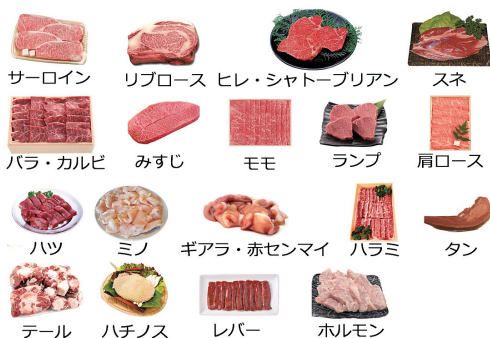 サーロイン
リブロース
ヒレ・シャトーブリアン
スネ
バラ・カルビ
みすじ
モモ
ランプ
肩ロース
ハツ
ミノ
ギアラ・赤センマイ
ハラミ
タン
テール
ハチノス
レバー
ホルモン